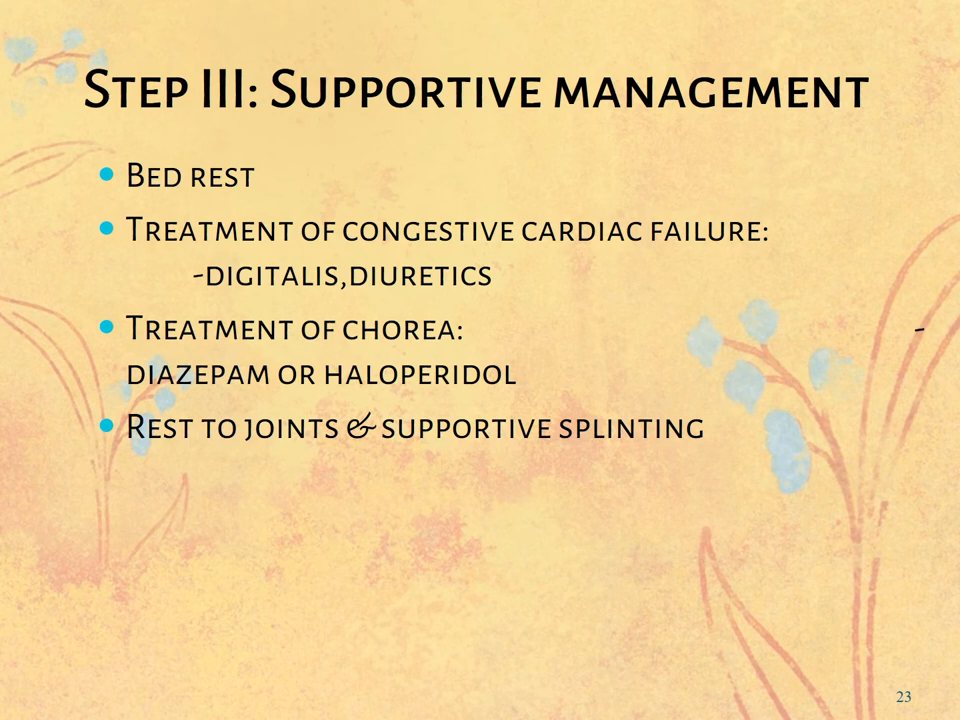 Step III: Supportive management
• Bed rest
• Treatment of congestive cardiac failure:
-digitalis,diuretics
• Treatment of chorea: -
diazepam or haloperidol
• Rest to joints & supportive splinting
23